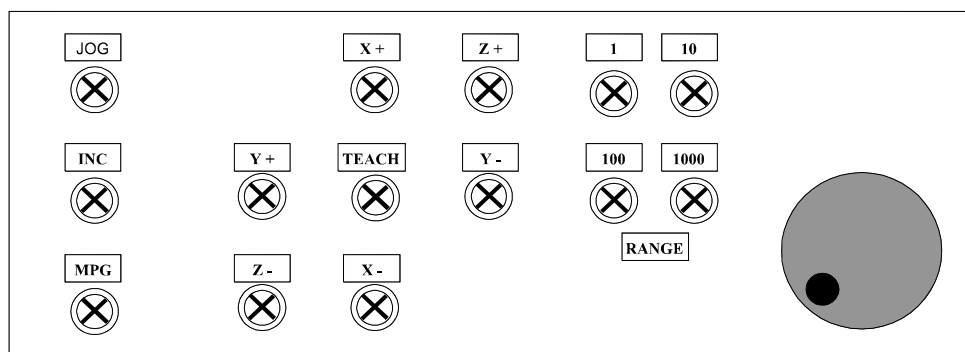 JOG
X +
Z +
1
10
INC
Y +
TEACH
Y -
100
1000
RANGE
MPG
Z -
X -